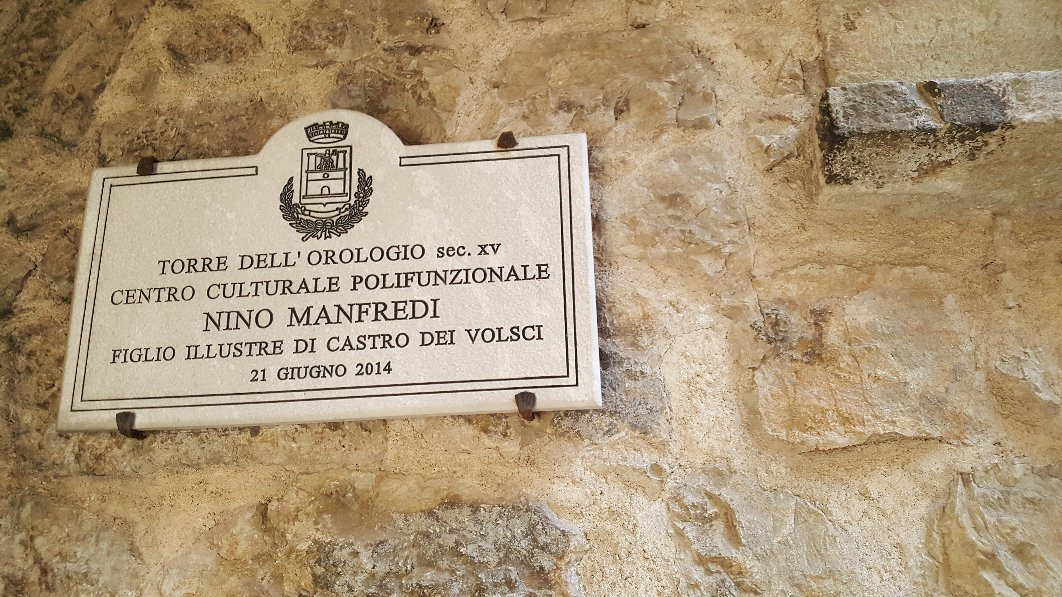 TORRE DELL'OROLOGIO sec. XV
CENTRO CULTURALE POLIFUNZIONALE
NINO MANFREDI
FIGLIO ILLUSTRE DI CASTRO DEI VOLSCI
21 GIUGNO 2014